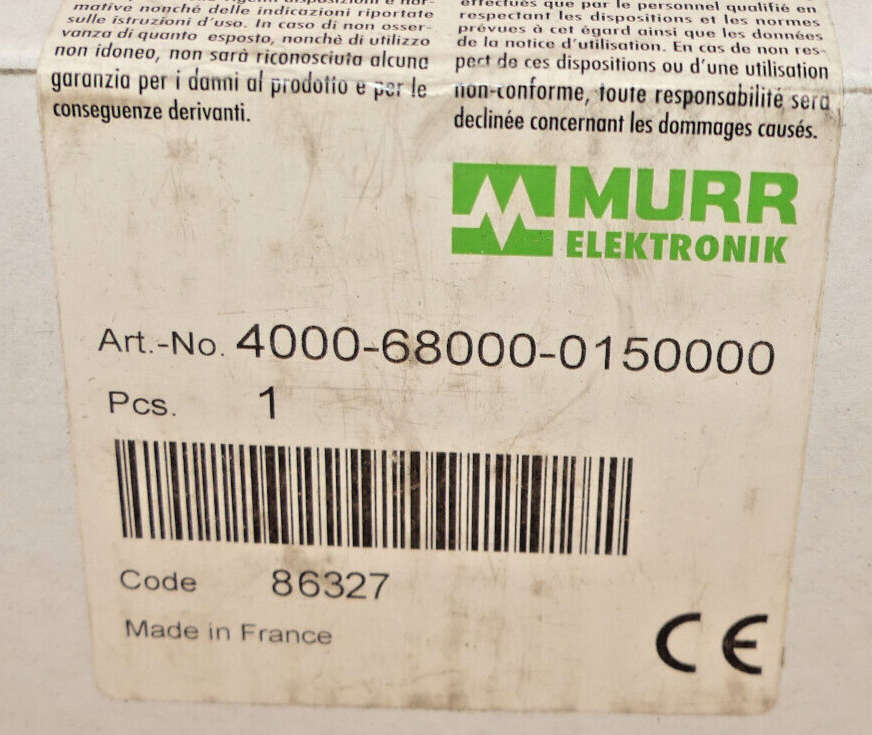 mative nonchè delle indicazioni riportate
sulle istruzioni d'uso. In caso di non osser-
vanza di quanto esposto, nonchè di utilizzo
non idoneo, non sarà riconosciuta alcuna
garanzia per i danni al prodotto e per le
conseguenze derivanti.
effectués que par le personnel qualifié en
respectant les dispositions et les normes
prévues à cet égard ainsi que les données
de la notice d'utilisation. En cas de non res-
pect de ces dispositions ou d'une utilisation
non-conforme, toute responsabilité sera
declinée concernant les dommages causés.
MURR
ELEKTRONIK
Art.-No. 4000-68000-0150000
Pcs. 1
Code 86327
Made in France
CE